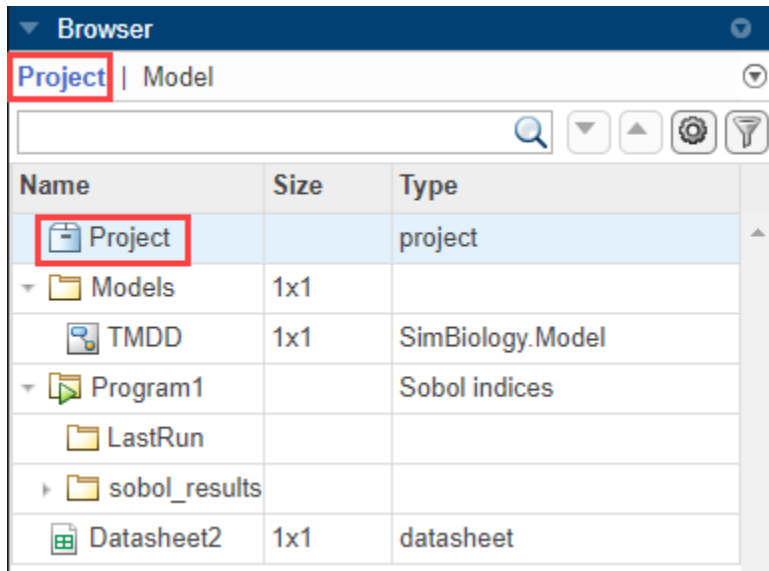 Browser
Project | Model
Name Size Type
Project project
Models 1x1
TMDD 1x1 SimBiology.Model
Program1 Sobol indices
LastRun
sobol_results
Datasheet2 1x1 datasheet